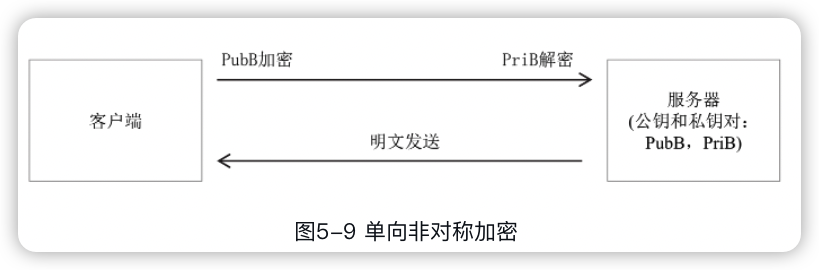 PubB加密
PriB解密
客户端
服务器
(公钥和私钥对:
PubB，PriB)
明文发送
图5-9 单向非对称加密